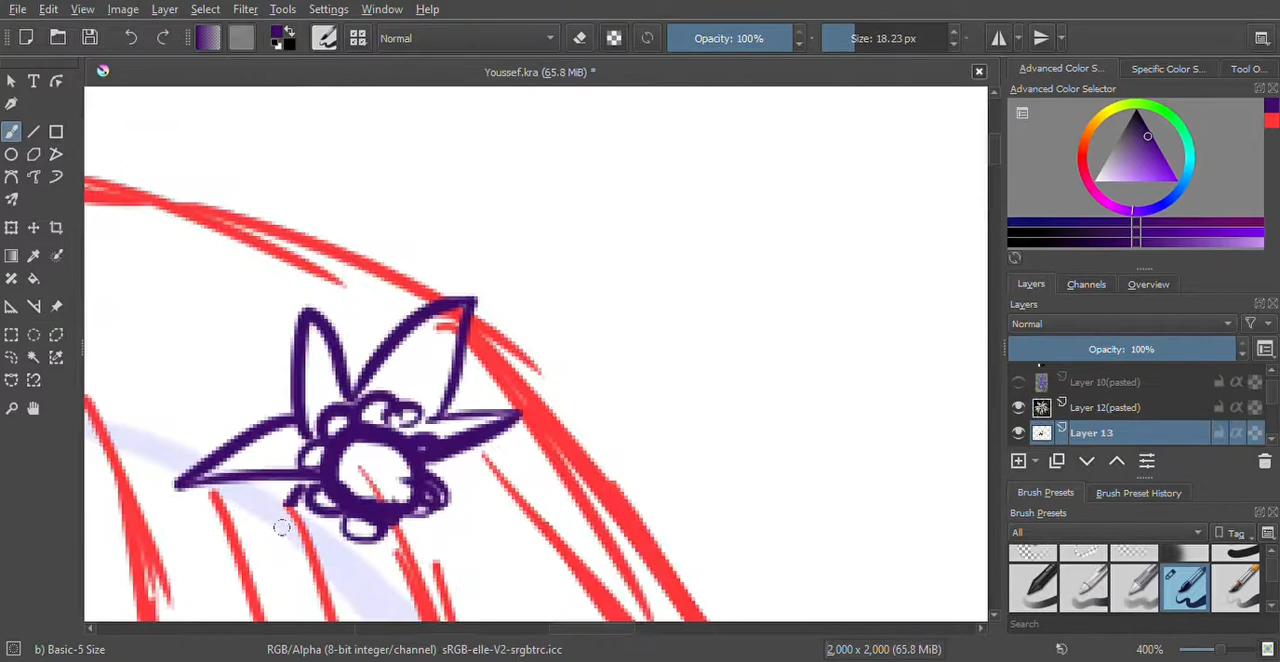 File Edit View Image Layer Select Filter Tools Settings Window Help
Normal Opacity: 100% Size: 18.23 px
Youssef.kra (65.8 MiB) *
Advanced Color S... Specific Color S... Tool O...
Advanced Color Selector
Layers Channels Overview
Layers
Normal
Opacity: 100%
Layer 10(pasted)
Layer 12(pasted)
Layer 13
Brush Presets Brush Preset History
Brush Presets
All Tag
Search
b) Basic-5 Size RGB/Alpha (8-bit integer/channel) sRGB-elle-V2-srgbtrc.icc 2,000 x 2,000 (65.8 MiB) 400%